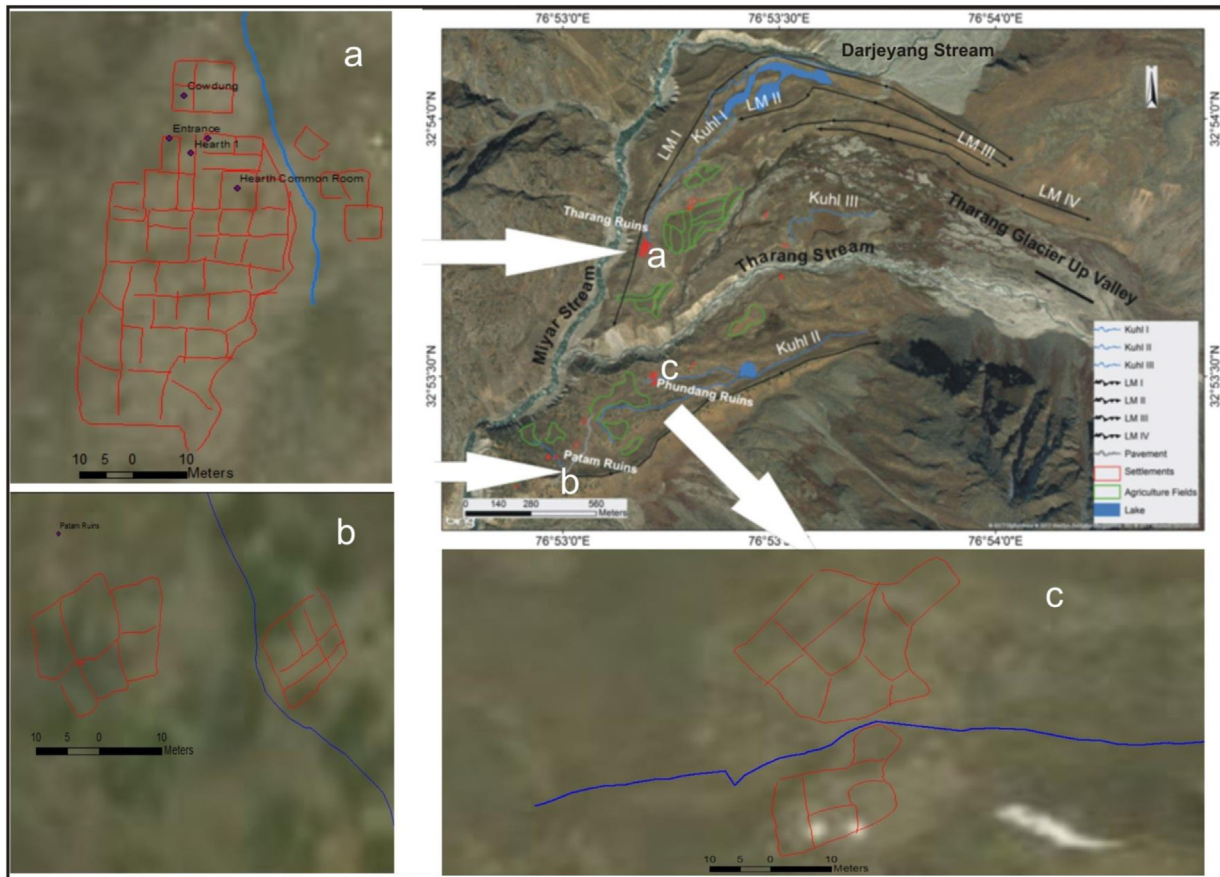 a
Cowdung
Entrance
Hearth 1
Hearth Common Room
10 5 0 10
Meters
b
Patam Ruins
10 5 0 10
Meters
76°53'0"E
76°53'30"E
76°54'0"E
32°54'0"N
32°54'0"N
32°53'30"N
32°53'30"N
Darjeyang Stream
LM I
Kuhl I
LM II
LM III
LM IV
Kuhl III
Tharang Ruins
a
Tharang Stream
Tharang Glacier Up Valley
Miyar Stream
Kuhl II
c
Phundang Ruins
Patam Ruins
b
0 140 280 560
Meters
Kuhl I
Kuhl II
Kuhl III
LM I
LM II
LM III
LM IV
Pavement
Settlements
Agriculture Fields
Lake
76°53'0"E
76°53'30"E
76°54'0"E
c
10 5 0 10
Meters